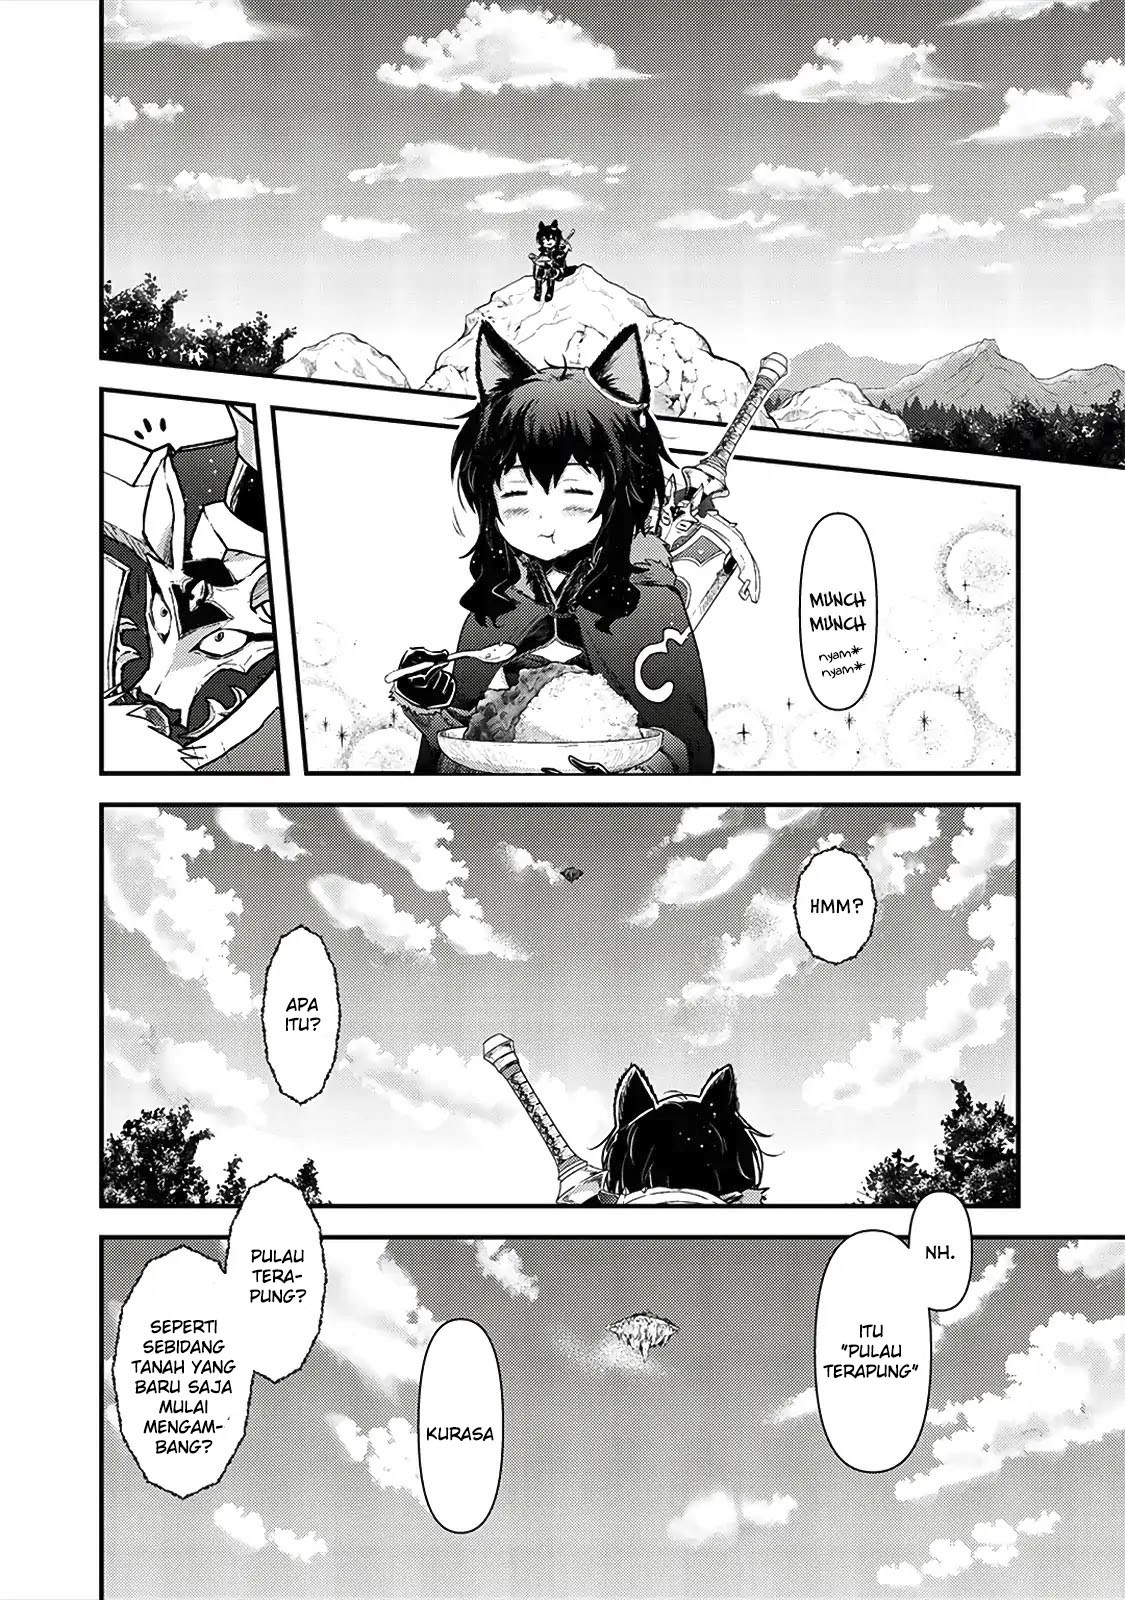 MUNCH
MUNCH
nyam*
nyam*
HMM?
APA
ITU?
NH.
ITU
"PULAU
TERAPUNG"
KURASA
PULAU
TERA-
PUNG?
SEPERTI
SEBIDANG
TANAH YANG
BARU SAJA
MULAI
MENGAM-
BANG?